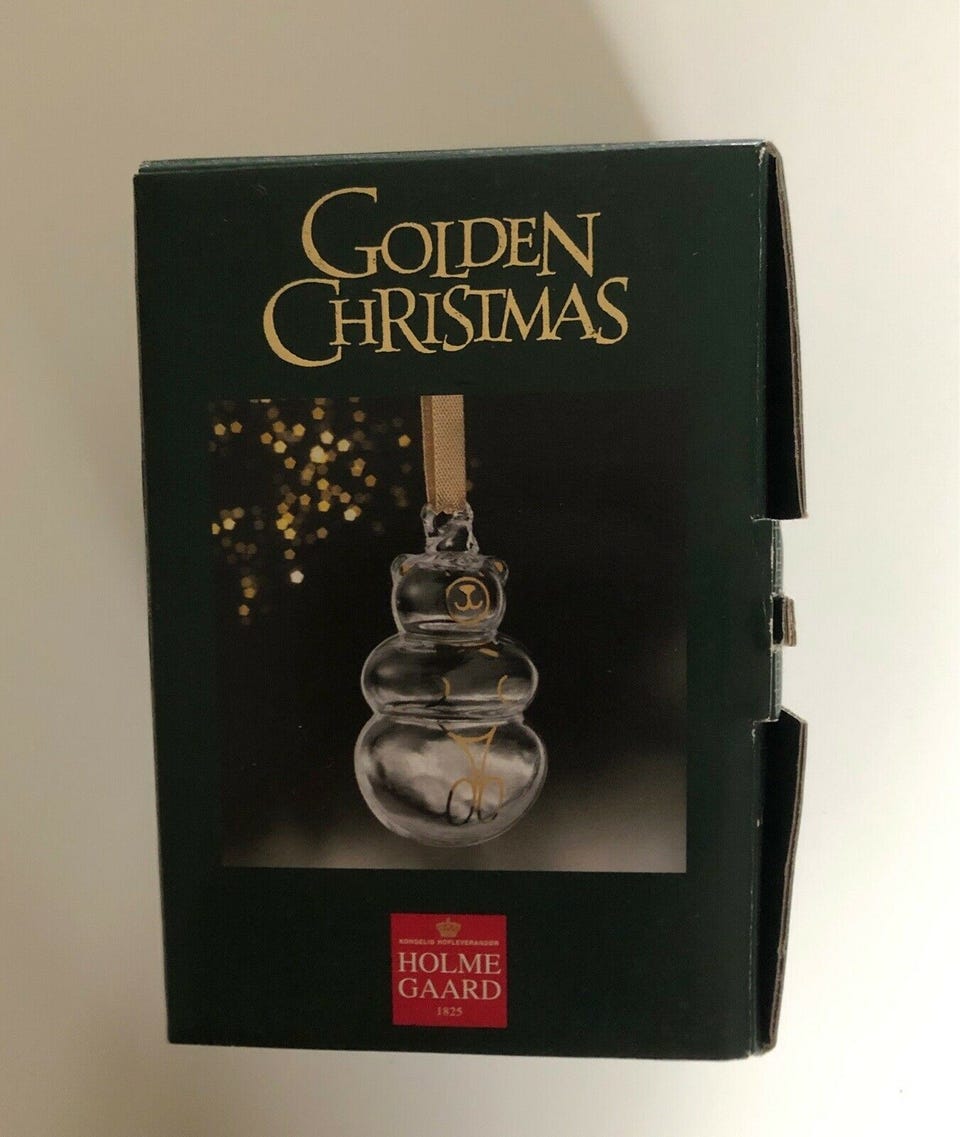 GOLDEN
CHRISTMAS
KONGELIG HOFLEVERANDØR
HOLME
GAARD
1825